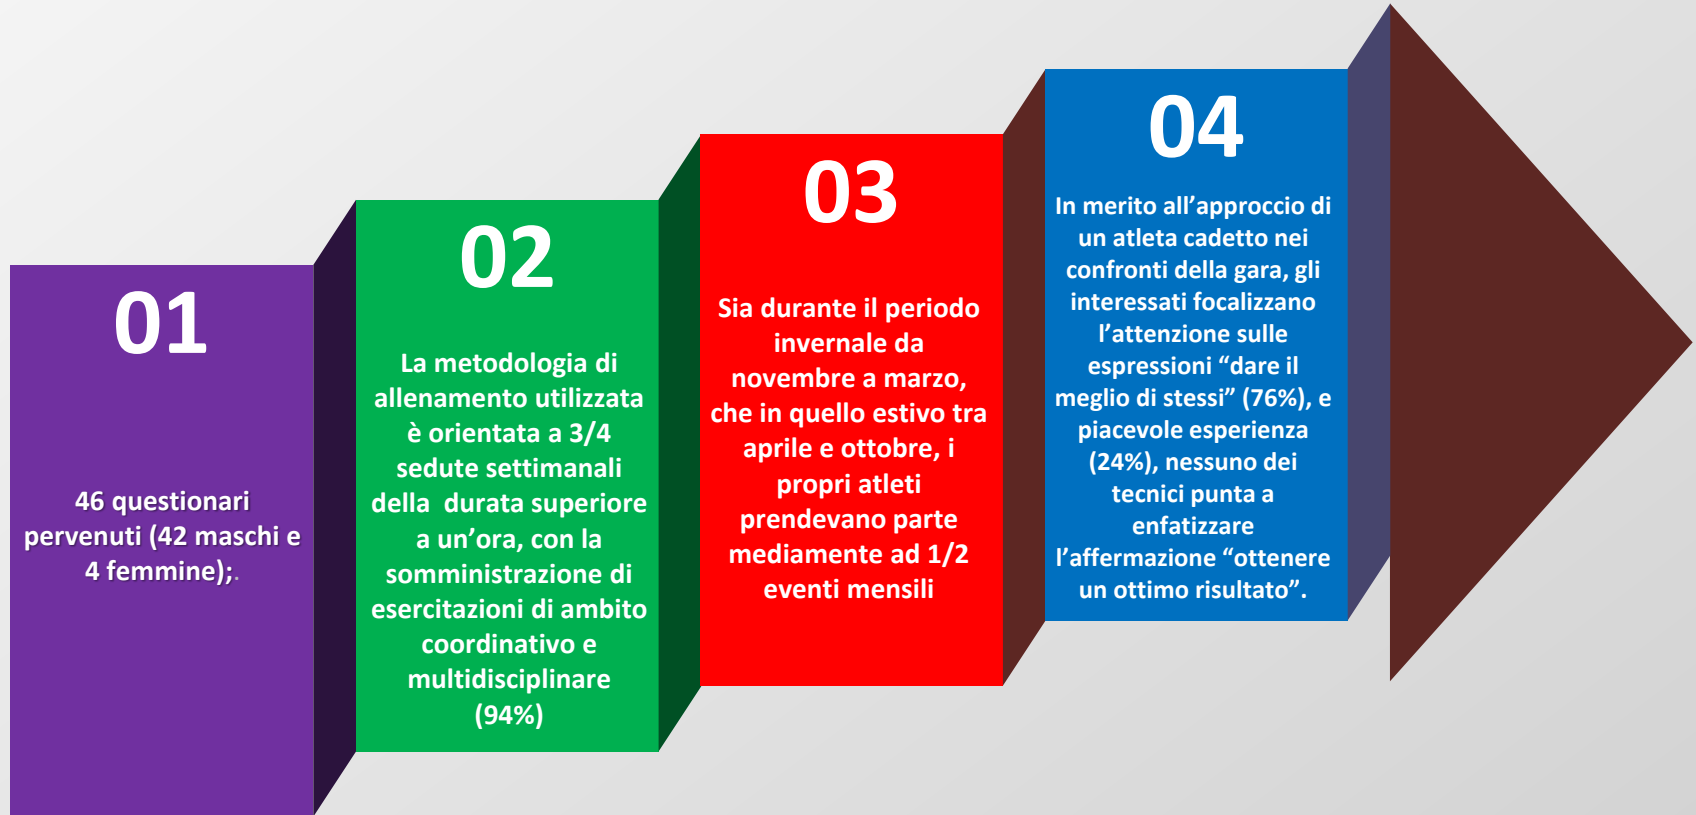 01
46 questionari
pervenuti (42 maschi e
4 femmine);.
02
La metodologia di
allenamento utilizzata
è orientata a 3/4
sedute settimanali
della  durata superiore
a un’ora, con la
somministrazione di
esercitazioni di ambito
coordinativo e
multidisciplinare
(94%)
03
Sia durante il periodo
invernale da
novembre a marzo,
che in quello estivo tra
aprile e ottobre, i
propri atleti
prendevano parte
mediamente ad 1/2
eventi mensili
04
In merito all’approccio di
un atleta cadetto nei
confronti della gara, gli
interessati focalizzano
l’attenzione sulle
espressioni “dare il
meglio di stessi” (76%), e
piacevole esperienza
(24%), nessuno dei
tecnici punta a
enfatizzare
l’affermazione “ottenere
un ottimo risultato”.